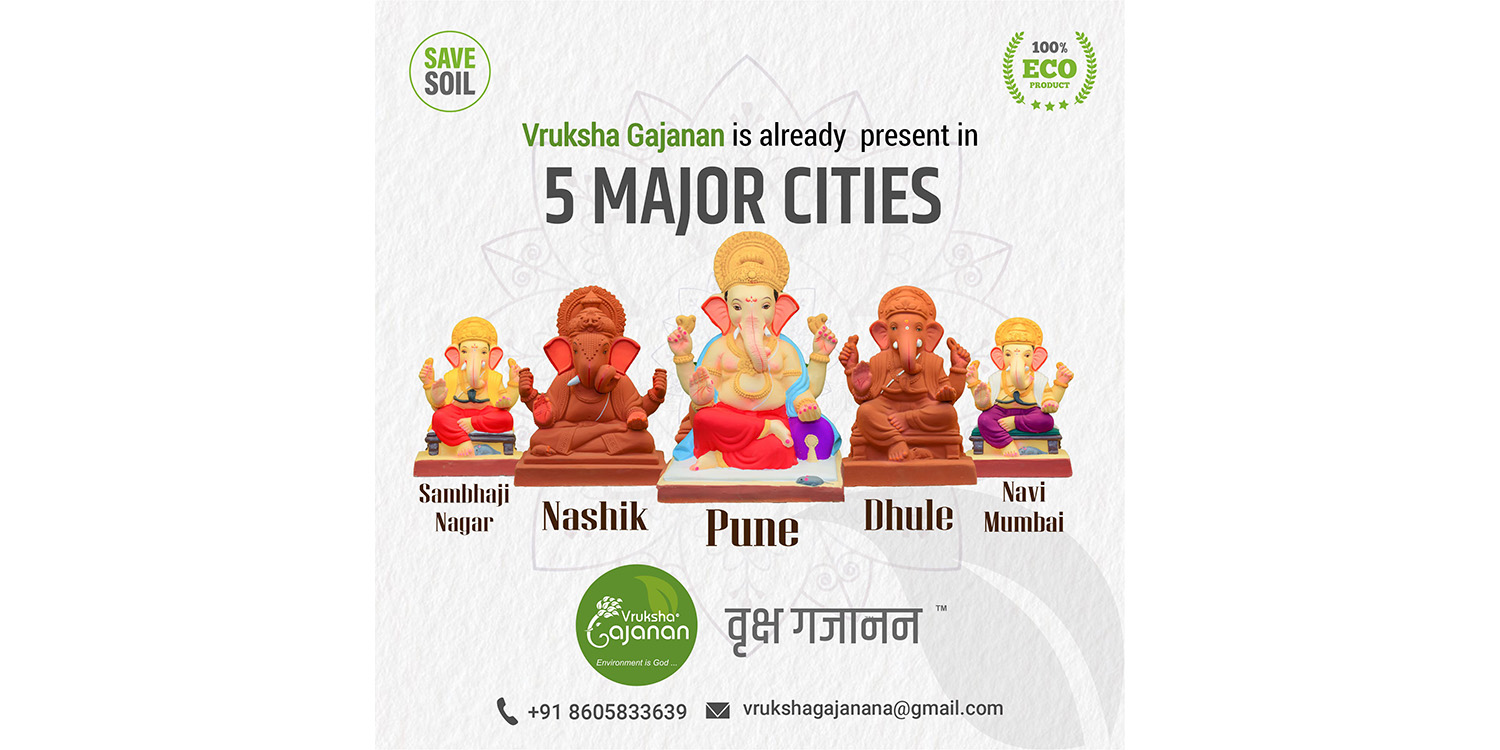 SAVE
SOIL
100%
ECO
PRODUCT
Vruksha Gajanan is already present in
5 MAJOR CITIES
Sambhaji
Nagar
Nashik
Pune
Dhule
Navi
Mumbai
Vruksha®
Gajanan
Environment is God ...
वृक्ष गजानन ™
+91 8605833639
vrukshagajanana@gmail.com